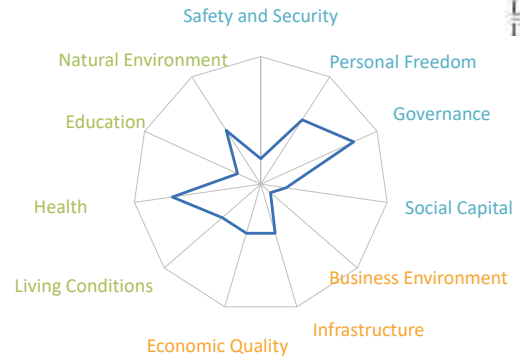 Safety and Security
Natural Environment
Personal Freedom
Governance
Education
Health
Social Capital
Living Conditions
Business Environment
Infrastructure
Economic Quality